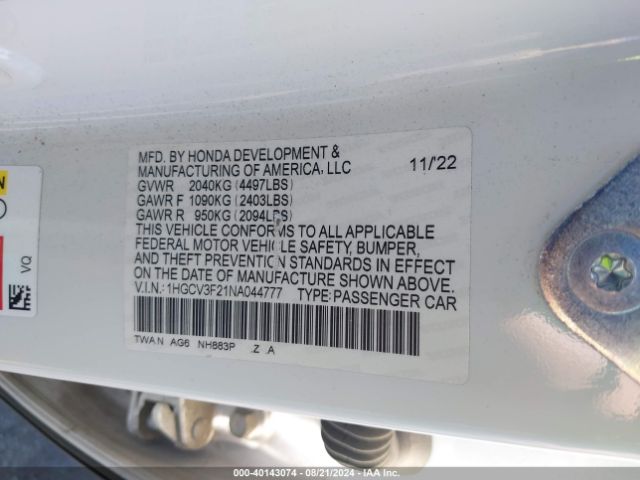 MFD. BY HONDA DEVELOPMENT &
MANUFACTURING OF AMERICA, LLC 11/'22
GVWR 2040KG (4497LBS)
GAWR F 1090KG (2403LBS)
GAWR R 950KG (2094LBS)
THIS VEHICLE CONFORMS TO ALL APPLICABLE
FEDERAL MOTOR VEHICLE SAFETY, BUMPER,
AND THEFT PREVENTION STANDARDS IN EFFECT
ON THE DATE OF MANUFACTURE SHOWN ABOVE.
V.I.N.: 1HGCV3F21NA044777 TYPE: PASSENGER CAR
TWA N AG6 NH883P Z A
VQ
000-40143074 - 08/21/2024 - IAA Inc.